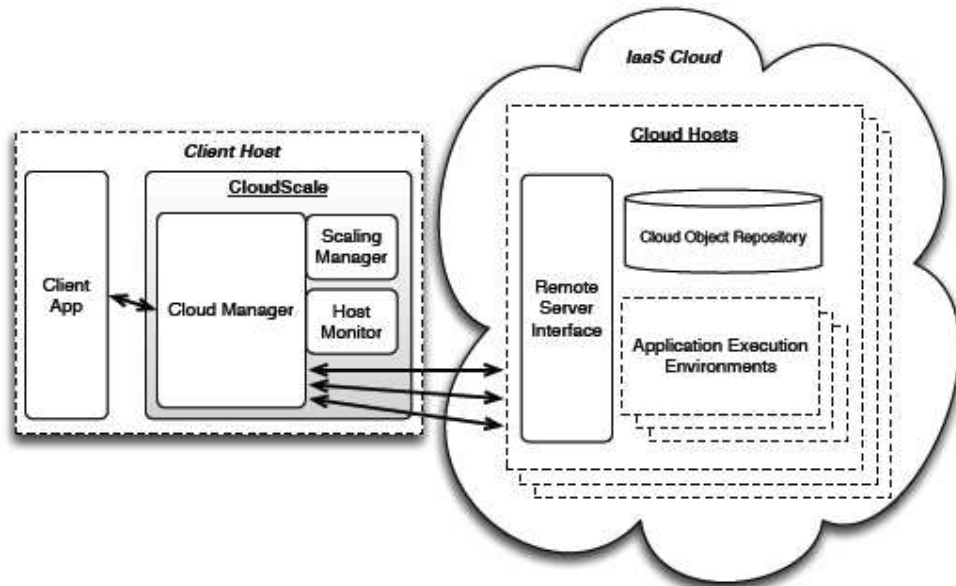 IaaS Cloud
Client Host
CloudScale
Client
App
Cloud Manager
Scaling
Manager
Host
Monitor
Cloud Hosts
Remote
Server
Interface
Cloud Object Repository
Application Execution
Environments